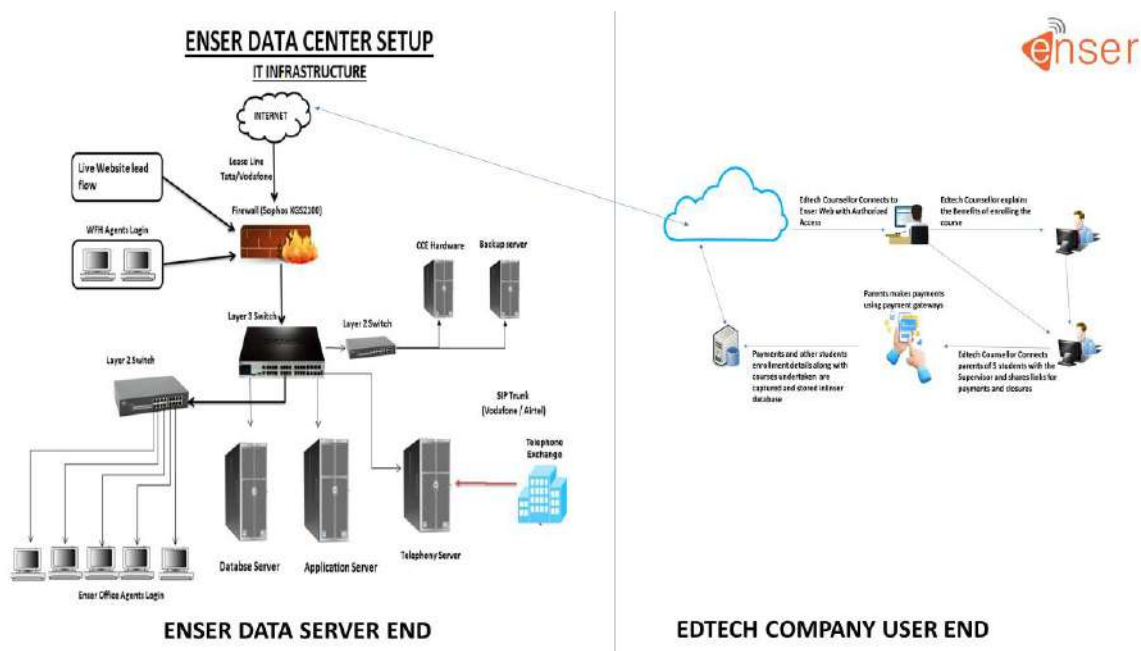 ENSER DATA CENTER SETUP
IT INFRASTRUCTURE
enser
INTERNET
Lease Line
Tata/Vodafone
Live Website lead
flow
Firewall (Sophos XGS2100)
WFH Agents Login
CCE Hardware
Backup server
Layer 3 Switch
Layer 2 Switch
Layer 2 Switch
SIP Trunk
(Vodafone / Airtel)
Telephone
Exchange
Databse Server
Application Server
Telepheny Server
Enser Office Agents Login
ENSER DATA SERVER END
Edtech Counsellor Connects to
Enser Web with Authorized
Access
Edtech Counsellor explains
the Benefits of enrolling the
course
Parents makes payments
using payment gateways
Edtech Counsellor Connects
parents of 5 students with the
Supervisor and shares links for
payments and closures
Payments and other students
enrollment details along with
courses undertaken are
captured and stored in Enser
database
EDTECH COMPANY USER END